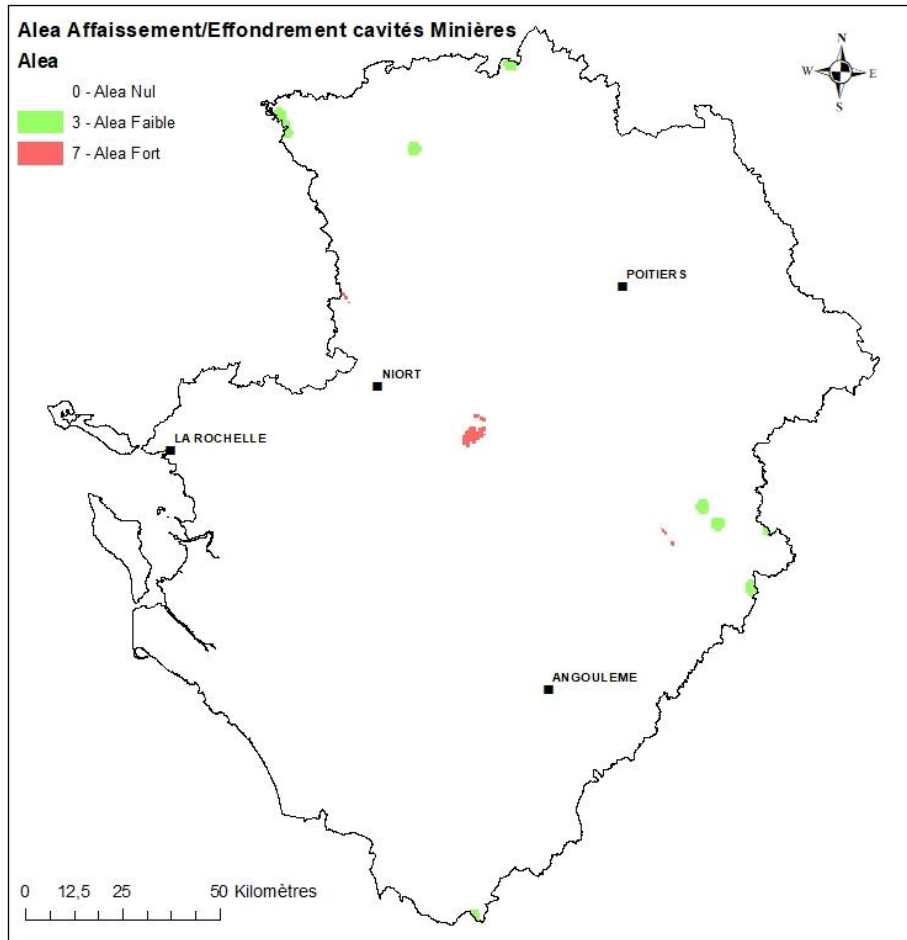 Alea Affaissement/Effondrement cavités Minières
Alea
0 - Alea Nul
3 - Alea Faible
7 - Alea Fort
N
W E
S
POITIERS
NIORT
LA ROCHELLE
ANGOULEME
0 12,5 25 50 Kilomètres